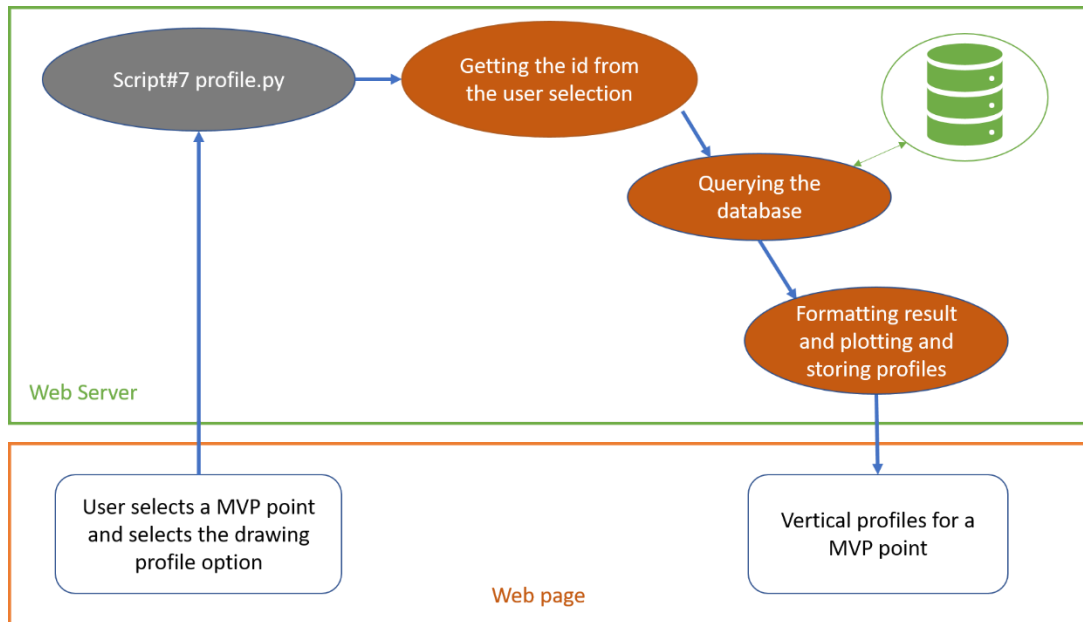 Script#7 profile.py
Getting the id from
the user selection
Querying the
database
Formatting result
and plotting and
storing profiles
Web Server
User selects a MVP point
and selects the drawing
profile option
Vertical profiles for a
MVP point
Web page